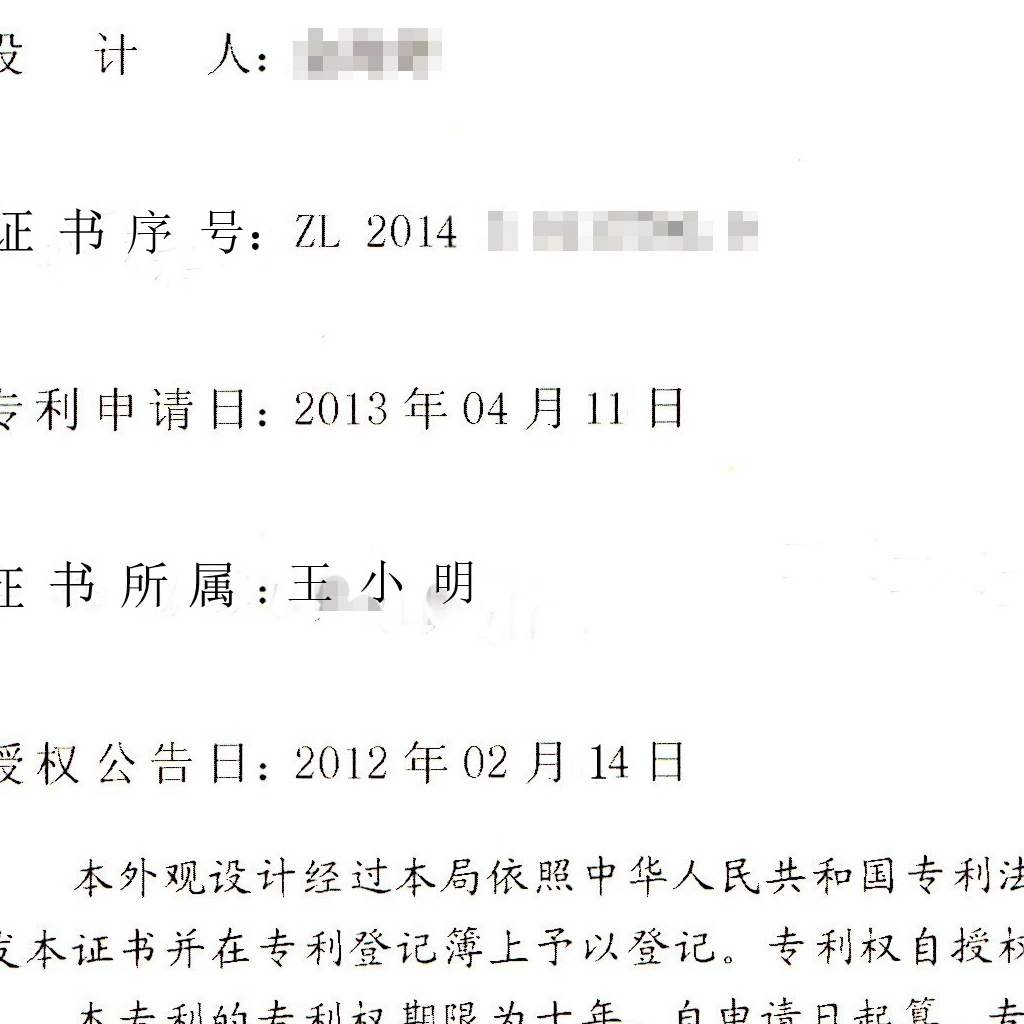 设 计 人：
证 书 序 号：ZL 2014
专利申请日：2013 年 04 月 11 日
证 书 所 属：王 小 明
授权公告日：2012 年 02 月 14 日
本外观设计经过本局依照中华人民共和国专利法
发本证书并在专利登记簿上予以登记。专利权自授权
本专利的专利权期限为十年，自申请日起算。专